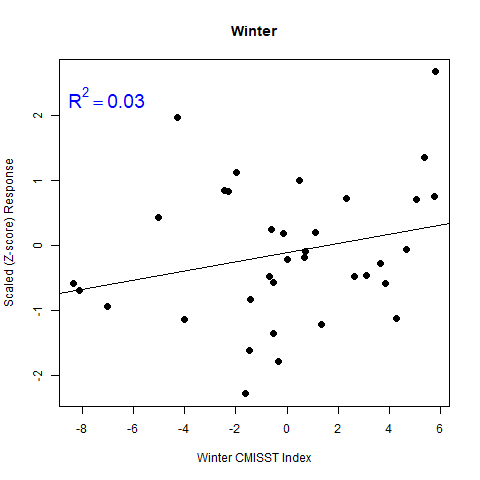 Winter
R² = 0.03
Scaled (Z-score) Response
2
1
0
-1
-2
-8 -6 -4 -2 0 2 4 6
Winter CMISST Index